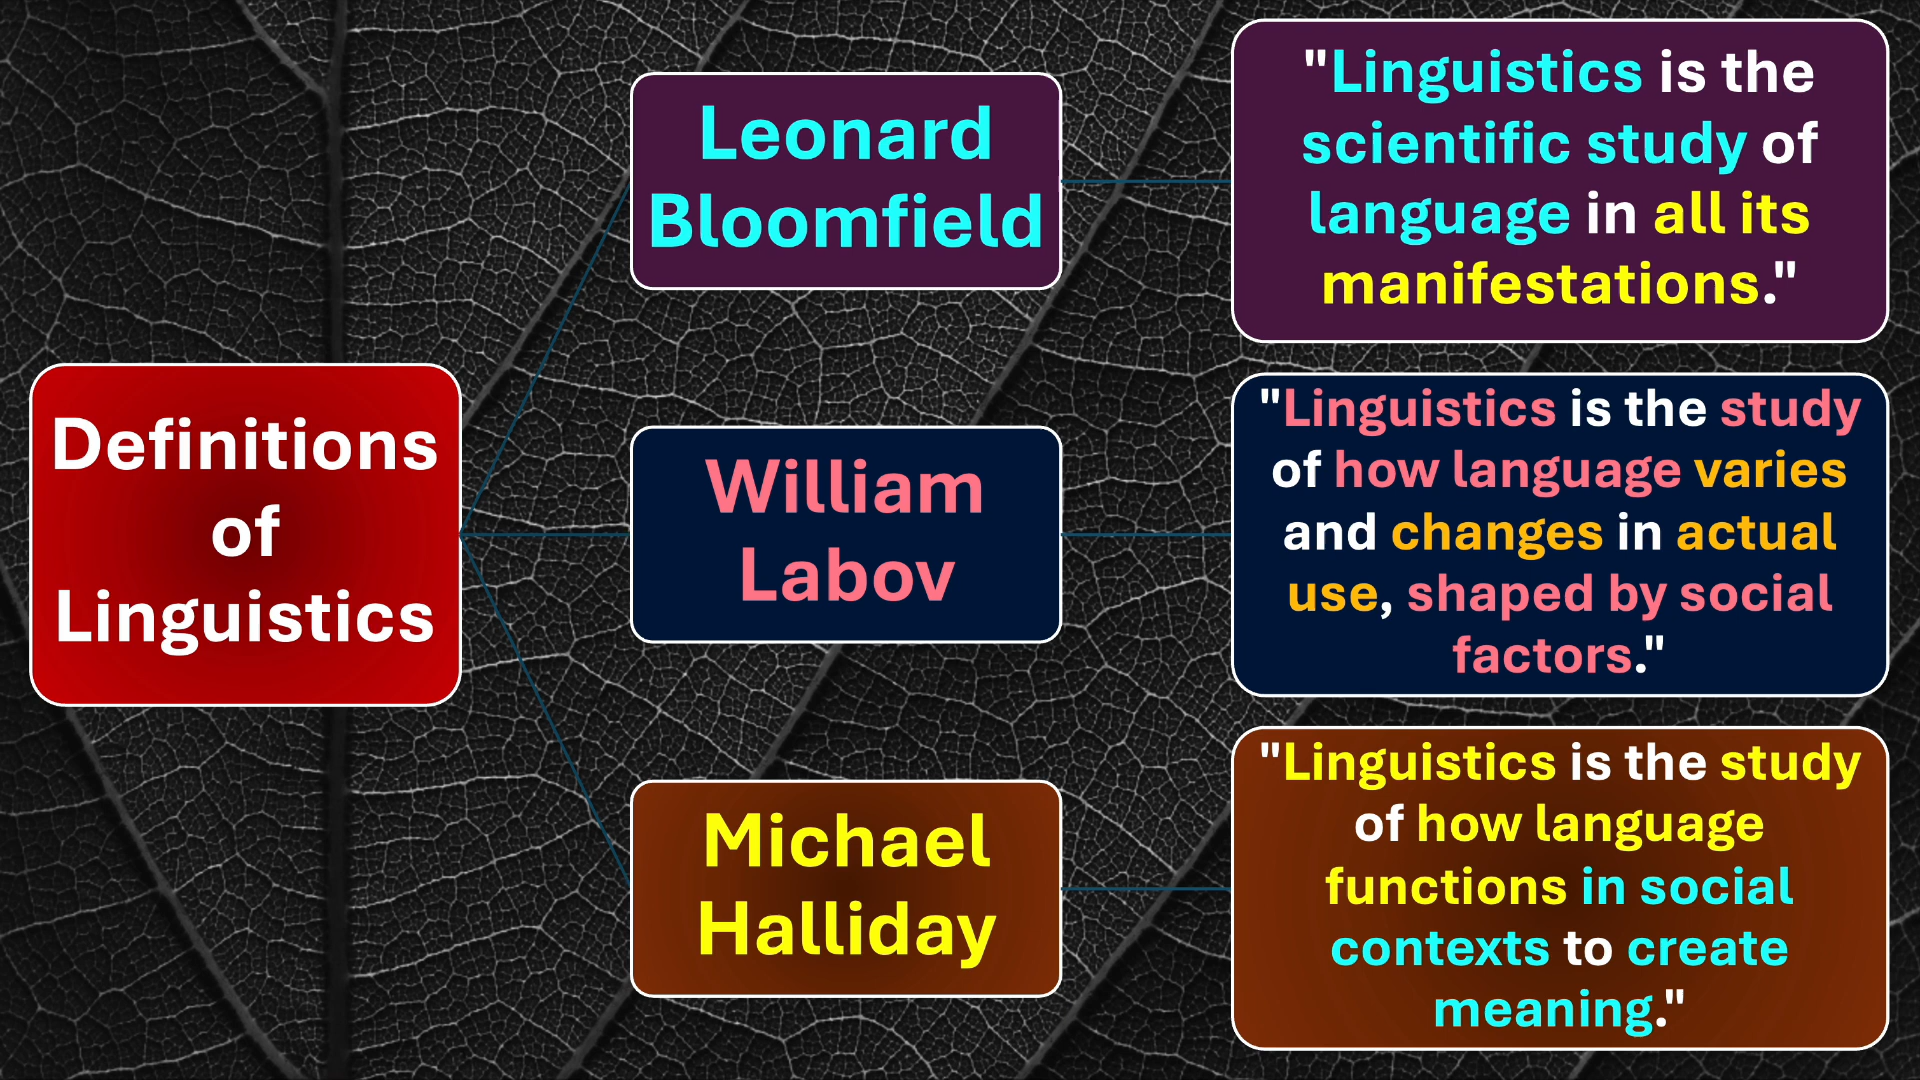 Definitions
of
Linguistics
Leonard
Bloomfield
"Linguistics is the
scientific study of
language in all its
manifestations."
William
Labov
"Linguistics is the study
of how language varies
and changes in actual
use, shaped by social
factors."
Michael
Halliday
"Linguistics is the study
of how language
functions in social
contexts to create
meaning."